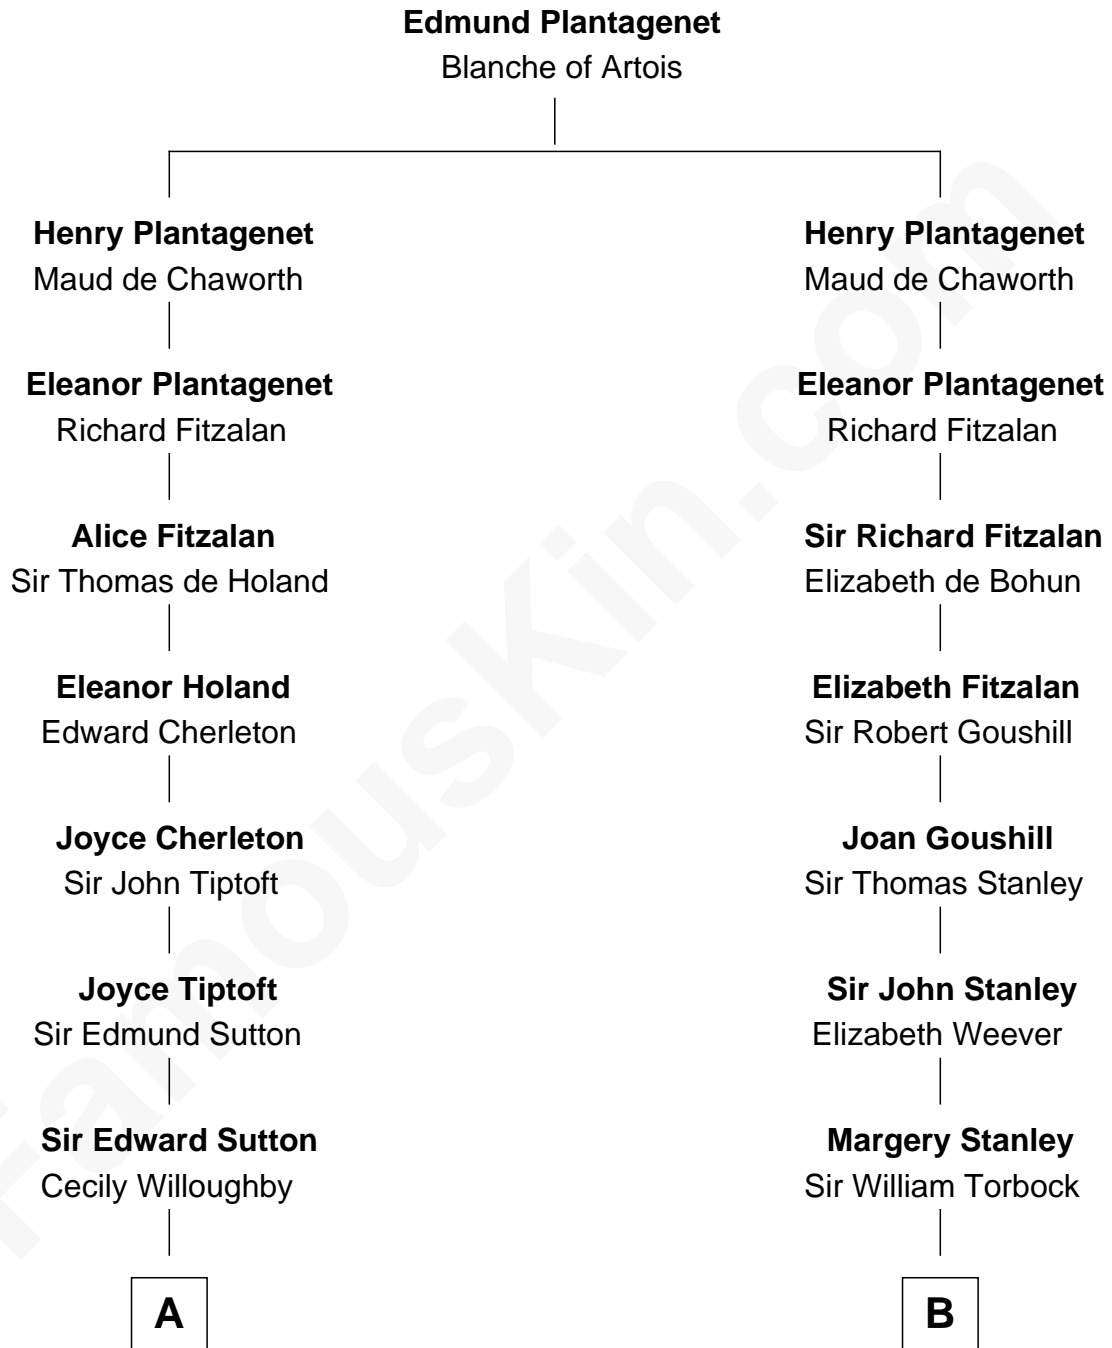 Edmund Plantagenet
Blanche of Artois
Henry Plantagenet
Maud de Chaworth
Eleanor Plantagenet
Richard Fitzalan
Alice Fitzalan
Sir Thomas de Holand
Eleanor Holand
Edward Cherleton
Joyce Cherleton
Sir John Tiptoft
Joyce Tiptoft
Sir Edmund Sutton
Sir Edward Sutton
Cecily Willoughby
A
Henry Plantagenet
Maud de Chaworth
Eleanor Plantagenet
Richard Fitzalan
Sir Richard Fitzalan
Elizabeth de Bohun
Elizabeth Fitzalan
Sir Robert Goushill
Joan Goushill
Sir Thomas Stanley
Sir John Stanley
Elizabeth Weever
Margery Stanley
Sir William Torbock
B
FamousKin.com